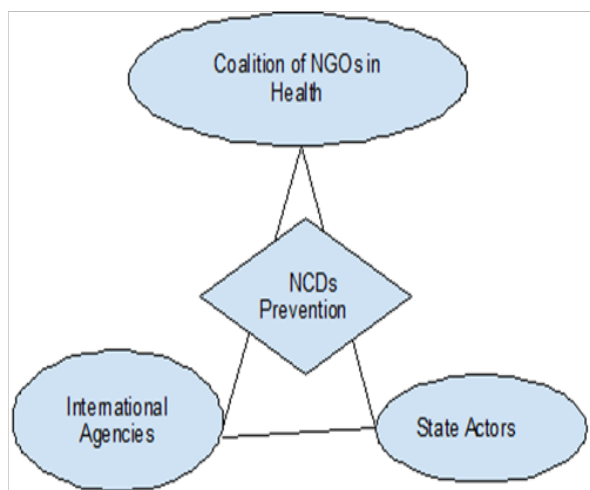 Coalition of NGOs in
Health
NCDs
Prevention
International
Agencies
State Actors